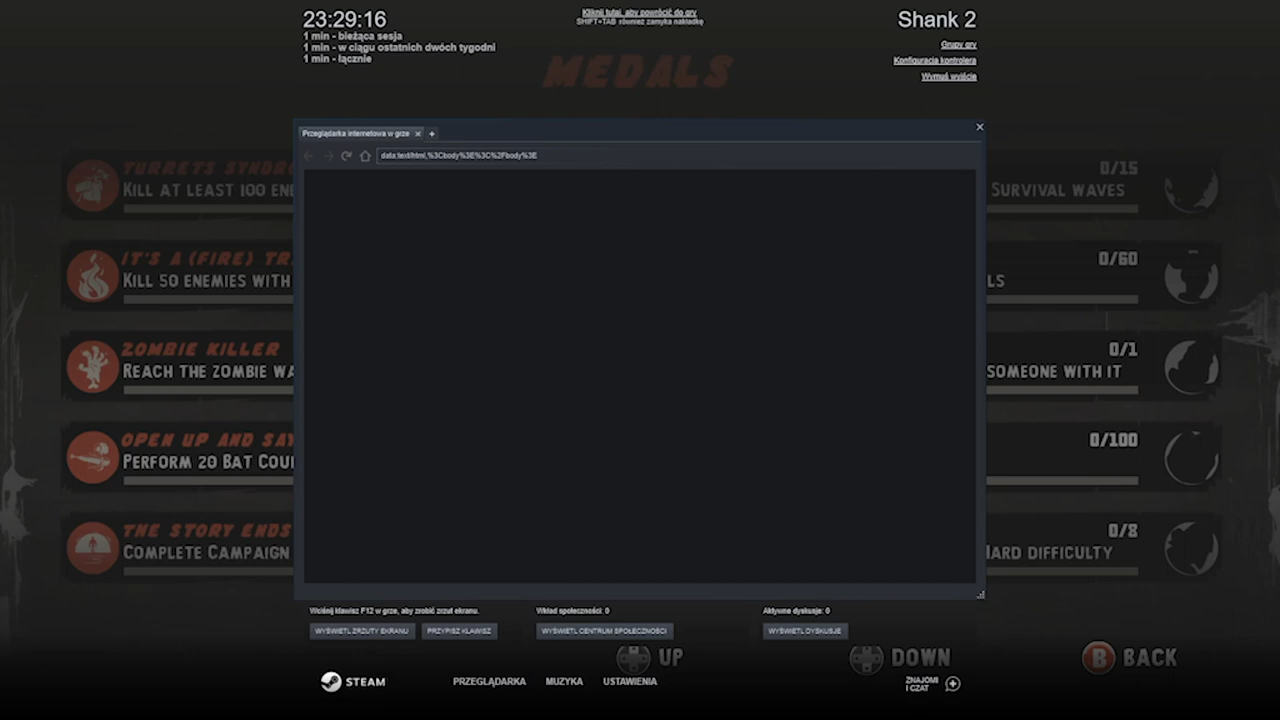 23:29:16
1 min - bieżąca sesja
1 min - w ciągu ostatnich dwóch tygodni
1 min - łącznie
Kliknij tutaj, aby powrócić do gry
SHIFT+TAB również zamyka nakładkę
Shank 2
Grupy gry
Konfiguracja kontrolera
Wymuś wyjście
MEDALS
Przeglądarka internetowa w grze
data:text/html,%3Cbody%3E%3C%2Fbody%3E
TURRETS SYNDRO
0/15
KILL AT LEAST 100 ENE
SURVIVAL WAVES
IT'S A (FIRE) TR
0/60
KILL 50 ENEMIES WITH
LS
ZOMBIE KILLER
0/1
REACH THE ZOMBIE WA
SOMEONE WITH IT
OPEN UP AND SAY
0/100
PERFORM 20 BAT COU
THE STORY ENDS
0/8
COMPLETE CAMPAIGN
HARD DIFFICULTY
Wciśnij klawisz F12 w grze, aby zrobić zrzut ekranu.
Wkład społeczności: 0
Aktywne dyskusje: 0
WYŚWIETL ZRZUTY EKRANU
PRZYPISZ KLAWISZ
WYŚWIETL CENTRUM SPOŁECZNOŚCI
WYŚWIETL DYSKUSJE
UP
DOWN
B BACK
STEAM
PRZEGLĄDARKA
MUZYKA
USTAWIENIA
ZNAJOMI
I CZAT